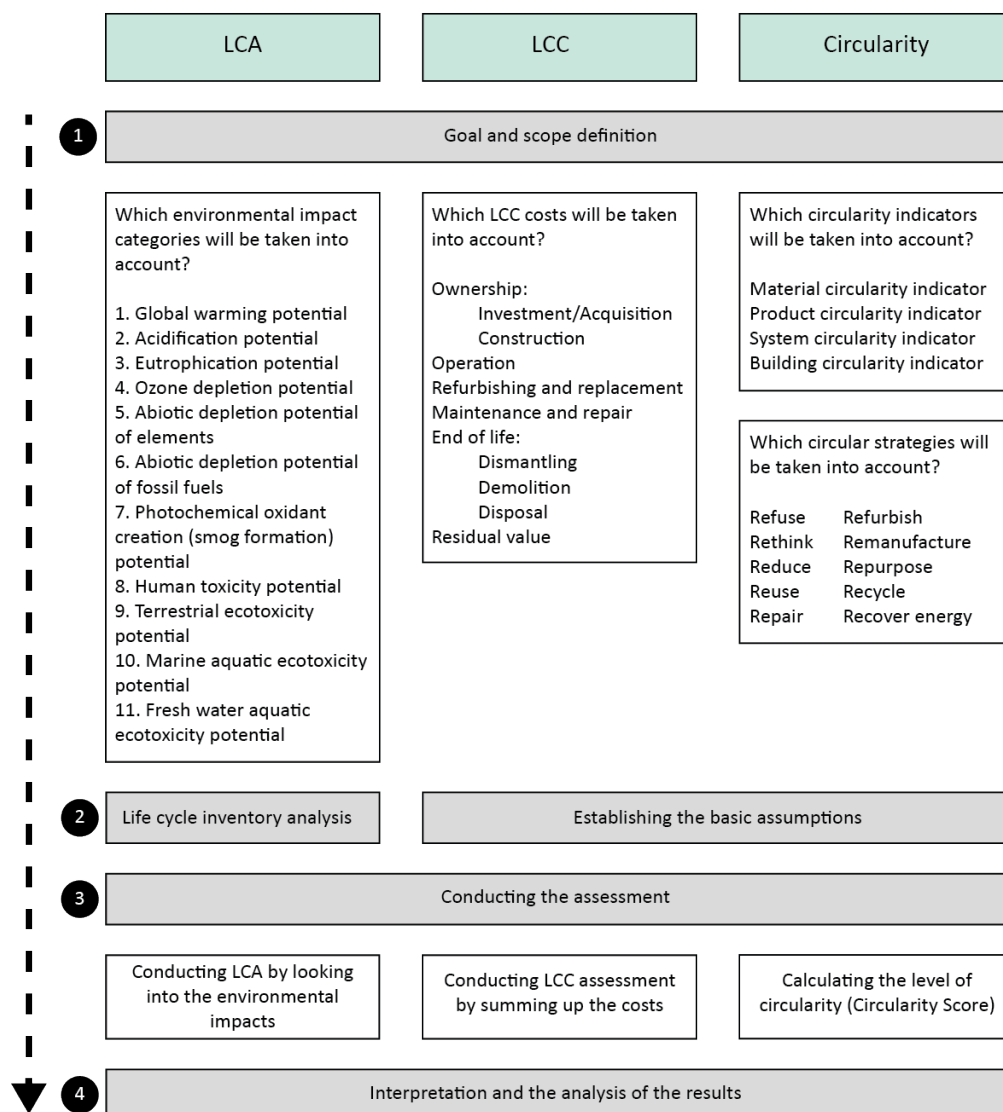 LCA
LCC
Circularity
1
Goal and scope definition
Which environmental impact
categories will be taken into
account?
1. Global warming potential
2. Acidification potential
3. Eutrophication potential
4. Ozone depletion potential
5. Abiotic depletion potential
of elements
6. Abiotic depletion potential
of fossil fuels
7. Photochemical oxidant
creation (smog formation)
potential
8. Human toxicity potential
9. Terrestrial ecotoxicity
potential
10. Marine aquatic ecotoxicity
potential
11. Fresh water aquatic
ecotoxicity potential
Which LCC costs will be taken
into account?
Ownership:
Investment/Acquisition
Construction
Operation
Refurbishing and replacement
Maintenance and repair
End of life:
Dismantling
Demolition
Disposal
Residual value
Which circularity indicators
will be taken into account?
Material circularity indicator
Product circularity indicator
System circularity indicator
Building circularity indicator
Which circular strategies will
be taken into account?
Refuse Refurbish
Rethink Remanufacture
Reduce Repurpose
Reuse Recycle
Repair Recover energy
2
Life cycle inventory analysis
Establishing the basic assumptions
3
Conducting the assessment
Conducting LCA by looking
into the environmental
impacts
Conducting LCC assessment
by summing up the costs
Calculating the level of
circularity (Circularity Score)
4
Interpretation and the analysis of the results